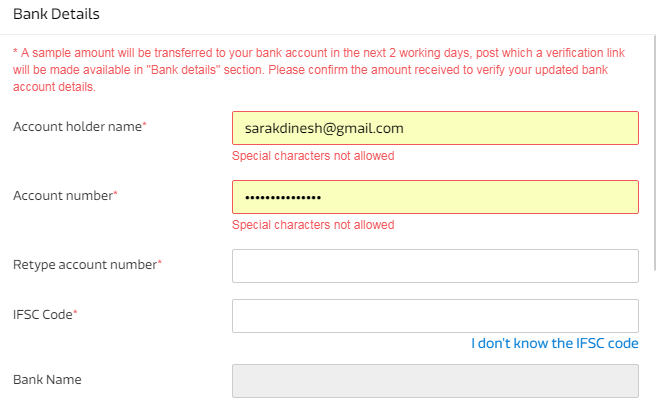 Bank Details
* A sample amount will be transferred to your bank account in the next 2 working days, post which a verification link
will be made available in "Bank details" section. Please confirm the amount received to verify your updated bank
account details.
Account holder name*
sarakdinesh@gmail.com
Special characters not allowed
Account number*
•••••••••••••••
Special characters not allowed
Retype account number*
IFSC Code*
I don't know the IFSC code
Bank Name